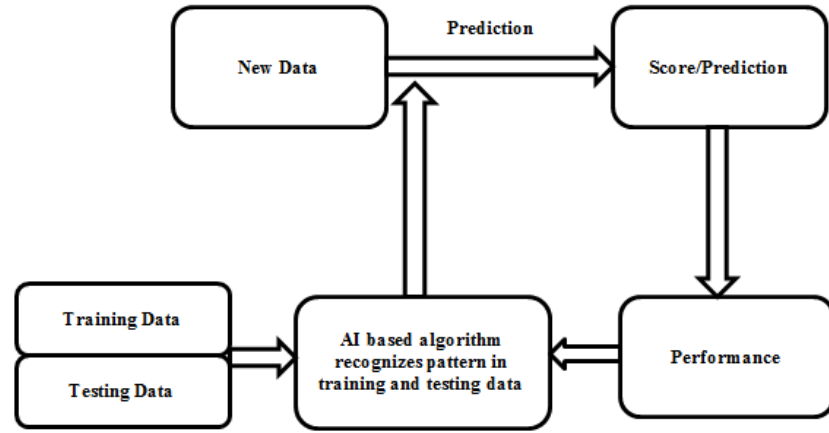 Prediction
New Data
Score/Prediction
Training Data
Testing Data
AI based algorithm
recognizes pattern in
training and testing data
Performance